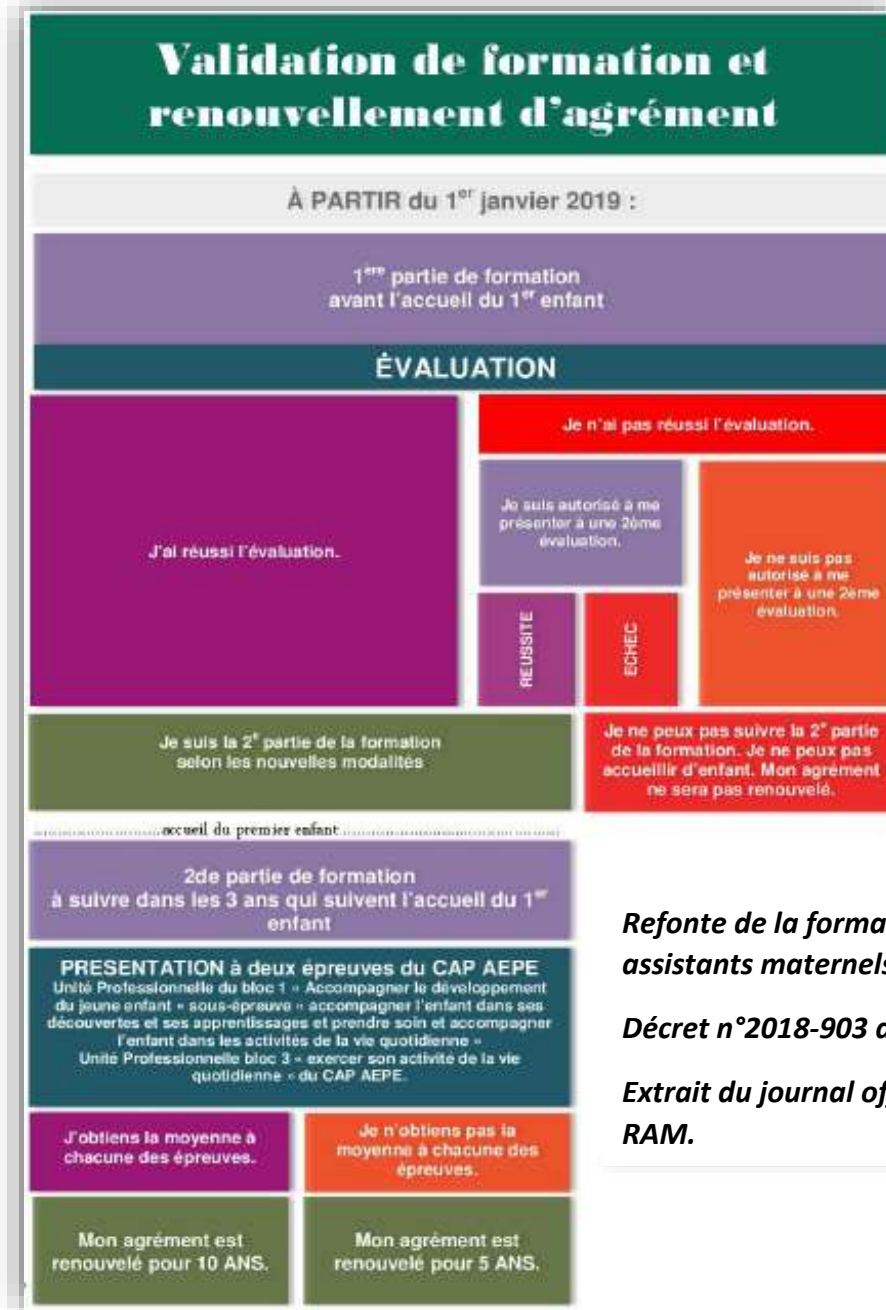 Validation de formation et
renouvellement d'agrément
À PARTIR du 1er janvier 2019 :
1ère partie de formation
avant l'accueil du 1er enfant
ÉVALUATION
J'ai réussi l'évaluation.
Je n'ai pas réussi l'évaluation.
Je suis autorisé à me
présenter à une 2ème
évaluation.
Je ne suis pas
autorisé à me
présenter à une 2ème
évaluation.
REUSSITE
ECHEC
Je suis la 2e partie de la formation
selon les nouvelles modalités
Je ne peux pas suivre la 2e partie
de la formation. Je ne peux pas
accueillir d'enfant. Mon agrément
ne sera pas renouvelé.
accueil du premier enfant
2de partie de formation
à suivre dans les 3 ans qui suivent l'accueil du 1er
enfant
PRESENTATION à deux épreuves du CAP AEPE
Unité Professionnelle du bloc 1 « Accompagner le développement
du jeune enfant » sous-épreuve « accompagner l'enfant dans ses
découvertes et ses apprentissages et prendre soin et accompagner
l'enfant dans les activités de la vie quotidienne »
Unité Professionnelle bloc 3 « exercer son activité de la vie
quotidienne » du CAP AEPE.
J'obtiens la moyenne à
chacune des épreuves.
Je n'obtiens pas la
moyenne à chacune des
épreuves.
Mon agrément est
renouvelé pour 10 ANS.
Mon agrément est
renouvelé pour 5 ANS.
Refonte de la forma
assistants maternels
Décret n°2018-903
Extrait du journal of
RAM.